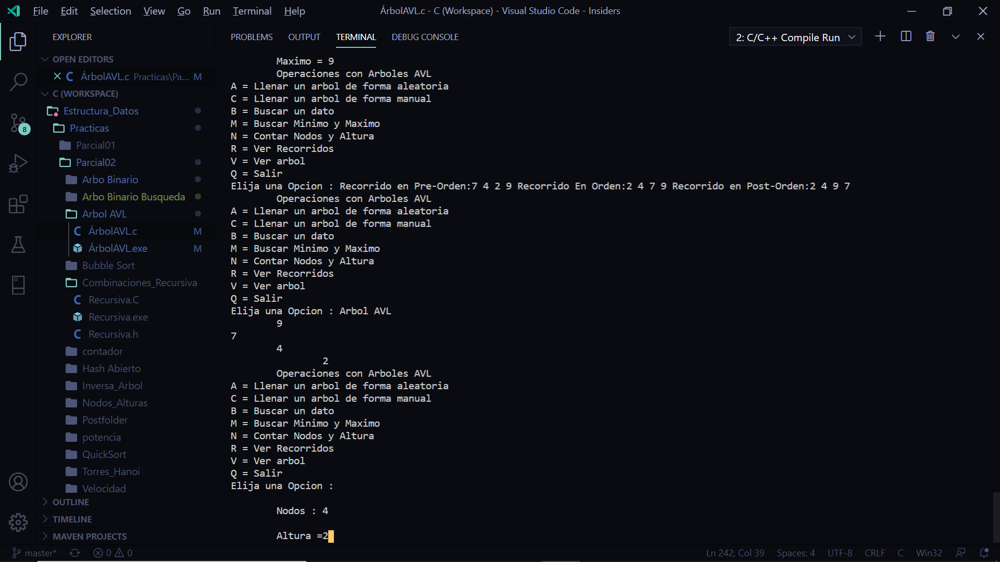 File Edit Selection View Go Run Terminal Help
ÁrbolAVL.c - C (Workspace) - Visual Studio Code - Insiders
EXPLORER
OPEN EDITORS
ÁrbolAVL.c Practicas\Pa... M
C (WORKSPACE)
Estructura_Datos
Practicas
Parcial01
Parcial02
Arbo Binario
Arbo Binario Busqueda
Arbol AVL
ÁrbolAVL.c M
ÁrbolAVL.exe M
Bubble Sort
Combinaciones_Recursiva
Recursiva.C
Recursiva.exe
Recursiva.h
contador
Hash Abierto
Inversa_Arbol
Nodos_Alturas
Postfolder
potencia
QuickSort
Torres_Hanoi
Velocidad
OUTLINE
TIMELINE
MAVEN PROJECTS
8
PROBLEMS OUTPUT TERMINAL DEBUG CONSOLE
2: C/C++ Compile Run
Maximo = 9
Operaciones con Arboles AVL
A = Llenar un arbol de forma aleatoria
C = Llenar un arbol de forma manual
B = Buscar un dato
M = Buscar Minimo y Maximo
N = Contar Nodos y Altura
R = Ver Recorridos
V = Ver arbol
Q = Salir
Elija una Opcion : Recorrido en Pre-Orden:7 4 2 9 Recorrido En Orden:2 4 7 9 Recorrido en Post-Orden:2 4 9 7
Operaciones con Arboles AVL
A = Llenar un arbol de forma aleatoria
C = Llenar un arbol de forma manual
B = Buscar un dato
M = Buscar Minimo y Maximo
N = Contar Nodos y Altura
R = Ver Recorridos
V = Ver arbol
Q = Salir
Elija una Opcion : Arbol AVL
9
7
4
2
Operaciones con Arboles AVL
A = Llenar un arbol de forma aleatoria
C = Llenar un arbol de forma manual
B = Buscar un dato
M = Buscar Minimo y Maximo
N = Contar Nodos y Altura
R = Ver Recorridos
V = Ver arbol
Q = Salir
Elija una Opcion :
Nodos : 4
Altura =2
master* 0 0 Ln 242, Col 39 Spaces: 4 UTF-8 CRLF C Win32